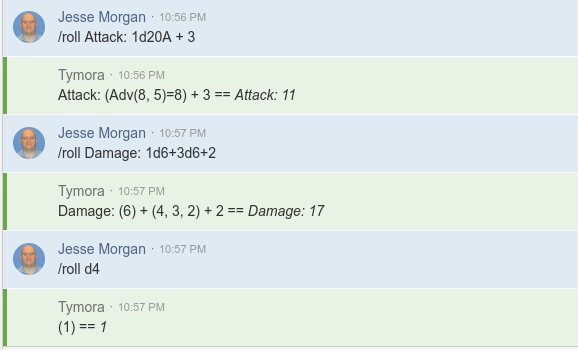 Jesse Morgan · 10:56 PM
/roll Attack: 1d20A + 3
Tymora · 10:56 PM
Attack: (Adv(8, 5)=8) + 3 == Attack: 11
Jesse Morgan · 10:57 PM
/roll Damage: 1d6+3d6+2
Tymora · 10:57 PM
Damage: (6) + (4, 3, 2) + 2 == Damage: 17
Jesse Morgan · 10:57 PM
/roll d4
Tymora · 10:57 PM
(1) == 1